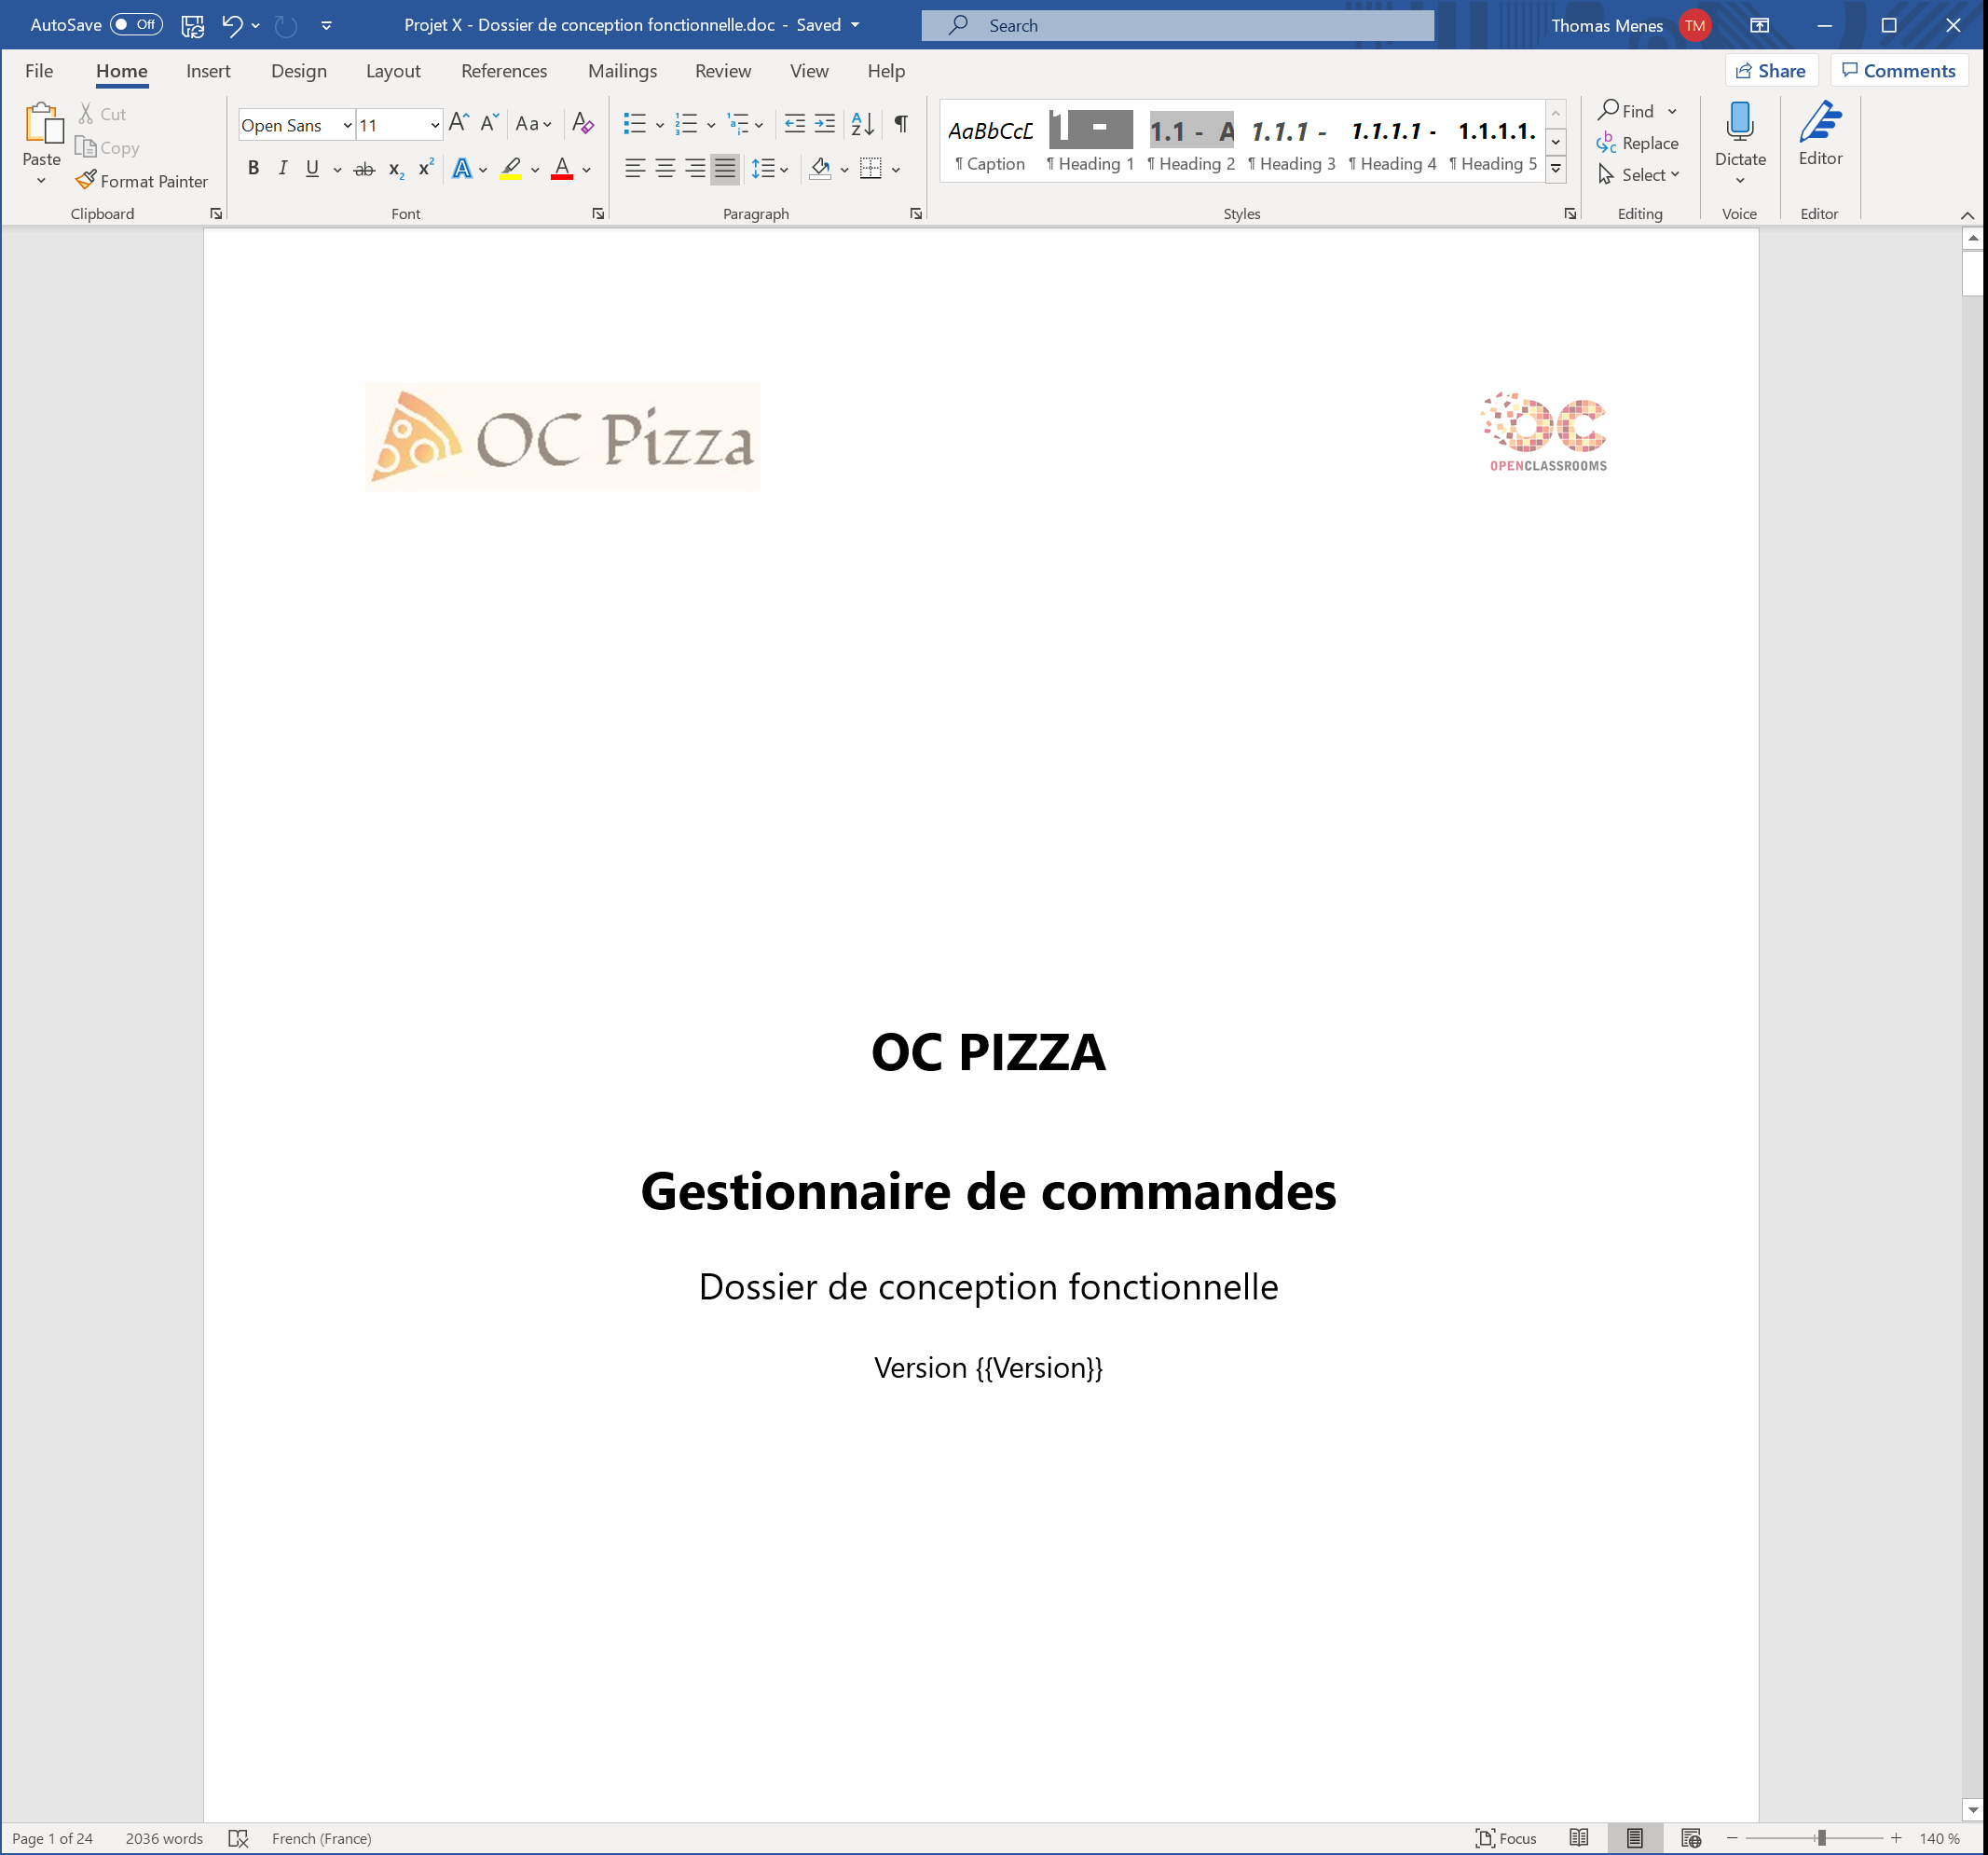 AutoSave Off Projet X - Dossier de conception fonctionnelle.doc - Saved Search Thomas Menes TM
File Home Insert Design Layout References Mailings Review View Help Share Comments
Paste
Cut
Copy
Format Painter
Clipboard
Open Sans 11
Font
Paragraph
AaBbCcD 1 - 1.1 - A 1.1.1 - 1.1.1.1 - 1.1.1.1.
¶ Caption ¶ Heading 1 ¶ Heading 2 ¶ Heading 3 ¶ Heading 4 ¶ Heading 5
Styles
Find
Replace
Select
Editing
Dictate
Voice
Editor
Editor
OC Pizza
OC
OPENCLASSROOMS
OC PIZZA
Gestionnaire de commandes
Dossier de conception fonctionnelle
Version {{Version}}
Page 1 of 24 2036 words French (France) Focus 140 %